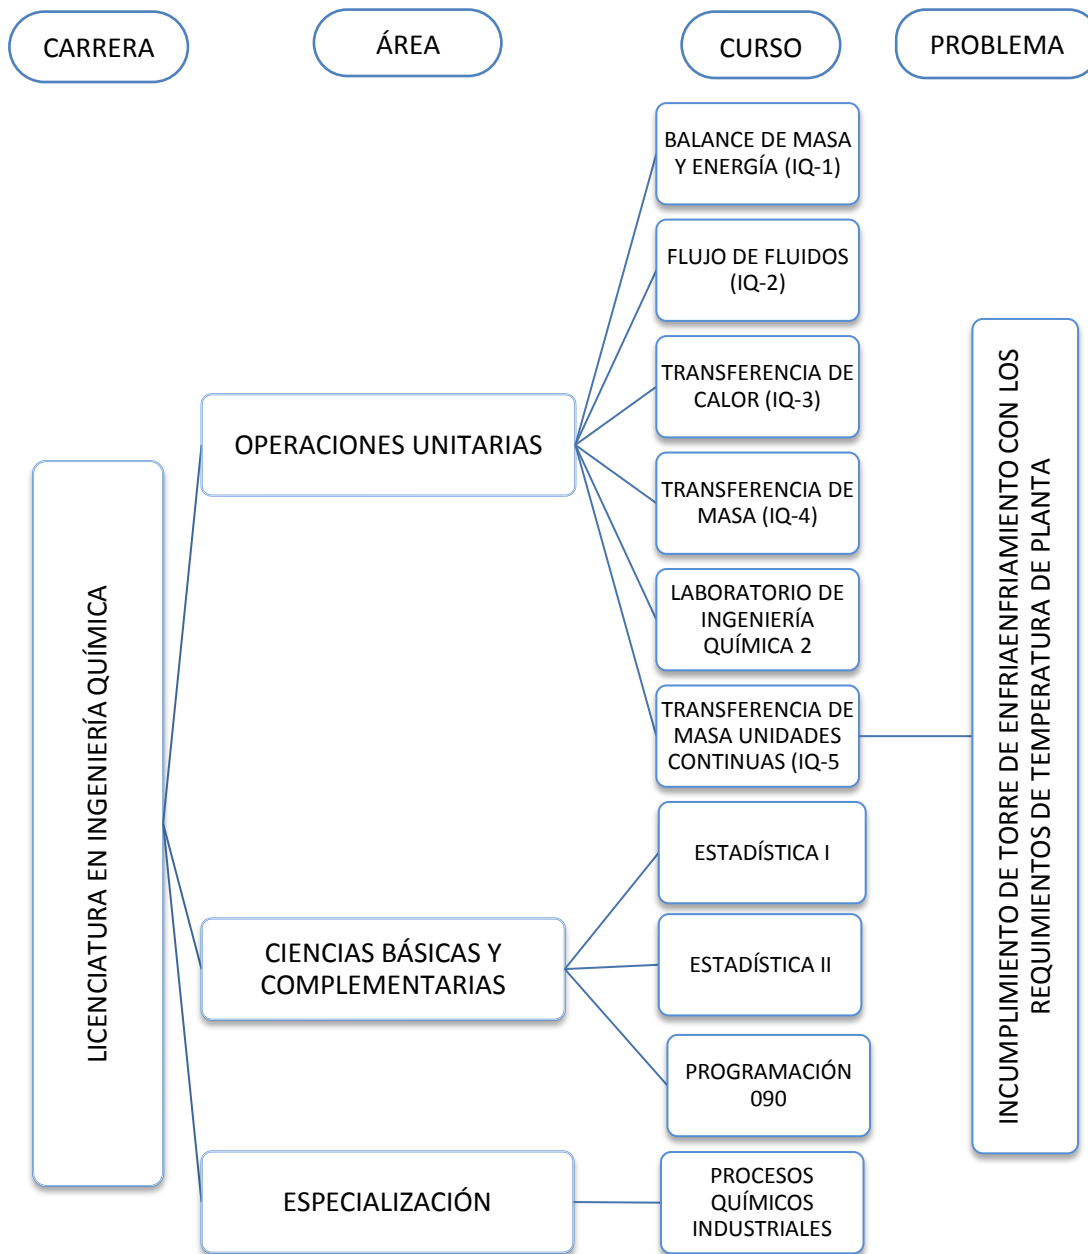 CARRERA
ÁREA
CURSO
PROBLEMA
LICENCIATURA EN INGENIERÍA QUÍMICA
OPERACIONES UNITARIAS
BALANCE DE MASA
Y ENERGÍA (IQ-1)
FLUJO DE FLUIDOS
(IQ-2)
TRANSFERENCIA DE
CALOR (IQ-3)
TRANSFERENCIA DE
MASA (IQ-4)
LABORATORIO DE
INGENIERÍA
QUÍMICA 2
TRANSFERENCIA DE
MASA UNIDADES
CONTINUAS (IQ-5
CIENCIAS BÁSICAS Y
COMPLEMENTARIAS
ESTADÍSTICA I
ESTADÍSTICA II
PROGRAMACIÓN
090
ESPECIALIZACIÓN
PROCESOS
QUÍMICOS
INDUSTRIALES
INCUMPLIMIENTO DE TORRE DE ENFRIAENFRIAMIENTO CON LOS
REQUIMIENTOS DE TEMPERATURA DE PLANTA